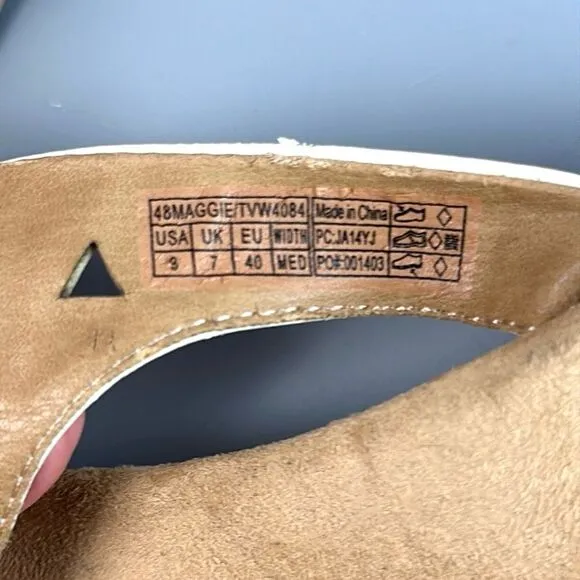 48MAGGIE/TVW4084 Made in China
USA UK EU WIDTH PC:JA14YJ
9 7 40 MED PO#:001403